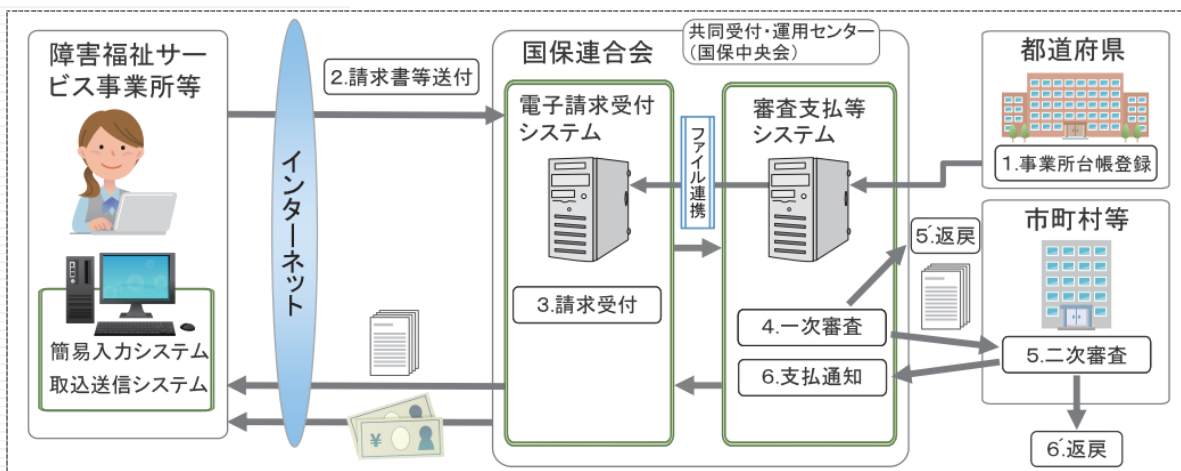 障害福祉サー
ビス事業所等
簡易入力システム
取込送信システム
インターネット
2.請求書等送付
国保連合会
共同受付・運用センター
(国保中央会)
電子請求受付
システム
3.請求受付
ファイル連携
審査支払等
システム
4.一次審査
6.支払通知
都道府県
1.事業所台帳登録
市町村等
5´.返戻
5.二次審査
6´.返戻
¥